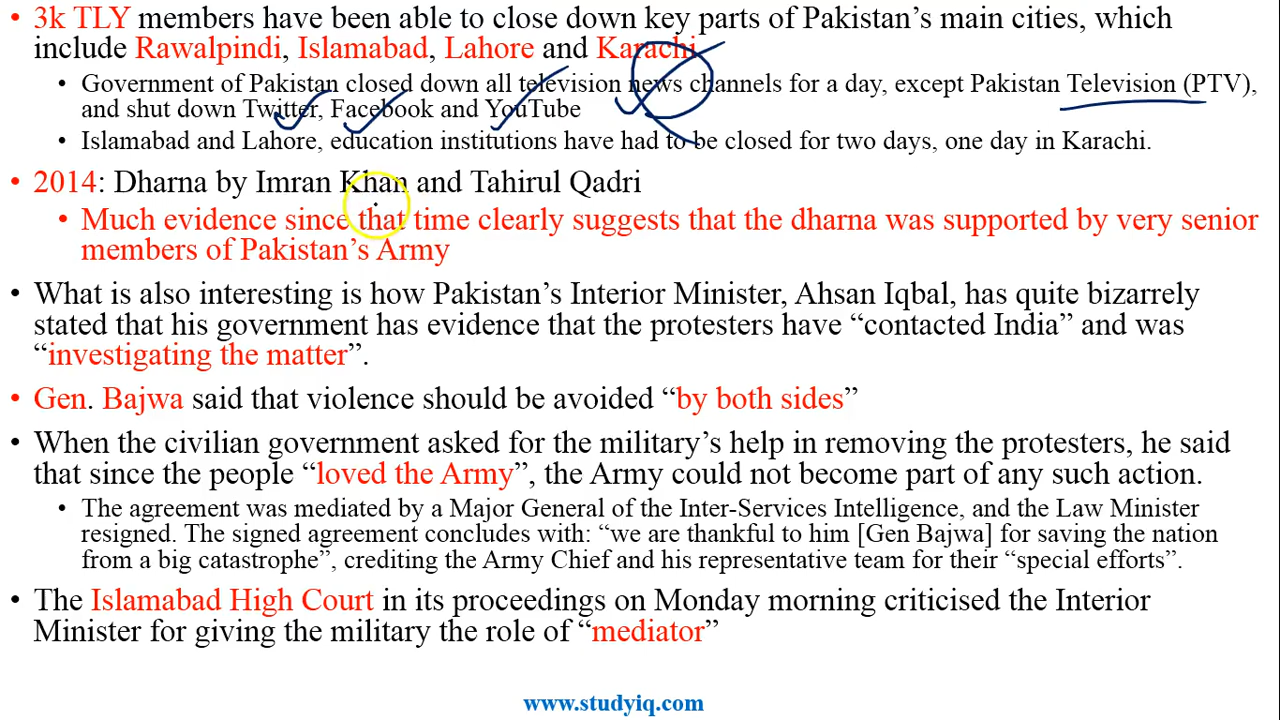 • 3k TLY members have been able to close down key parts of Pakistan’s main cities, which
include Rawalpindi, Islamabad, Lahore and Karachi.
• Government of Pakistan closed down all television news channels for a day, except Pakistan Television (PTV),
and shut down Twitter, Facebook and YouTube
• Islamabad and Lahore, education institutions have had to be closed for two days, one day in Karachi.
• 2014: Dharna by Imran Khan and Tahirul Qadri
• Much evidence since that time clearly suggests that the dharna was supported by very senior
members of Pakistan’s Army
• What is also interesting is how Pakistan’s Interior Minister, Ahsan Iqbal, has quite bizarrely
stated that his government has evidence that the protesters have “contacted India” and was
“investigating the matter”.
• Gen. Bajwa said that violence should be avoided “by both sides”
• When the civilian government asked for the military’s help in removing the protesters, he said
that since the people “loved the Army”, the Army could not become part of any such action.
• The agreement was mediated by a Major General of the Inter-Services Intelligence, and the Law Minister
resigned. The signed agreement concludes with: “we are thankful to him [Gen Bajwa] for saving the nation
from a big catastrophe”, crediting the Army Chief and his representative team for their “special efforts”.
• The Islamabad High Court in its proceedings on Monday morning criticised the Interior
Minister for giving the military the role of “mediator”
www.studyiq.com